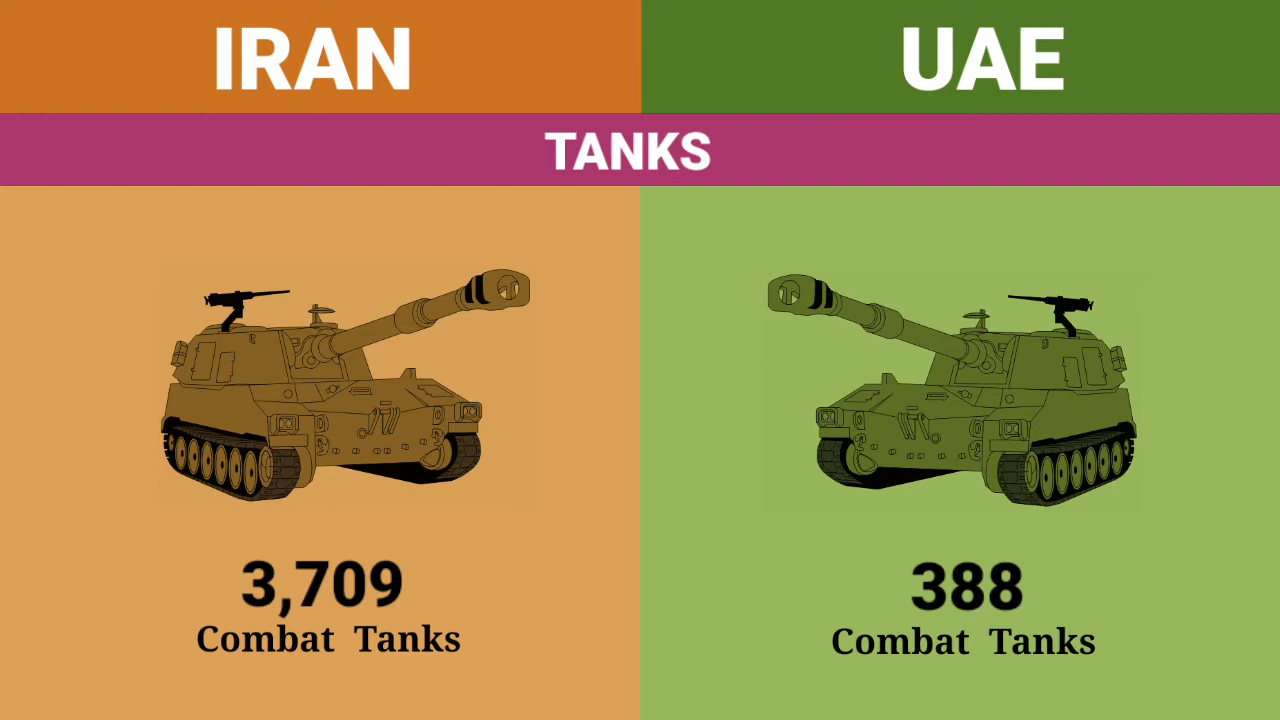 IRAN
UAE
TANKS
3,709
Combat Tanks
388
Combat Tanks